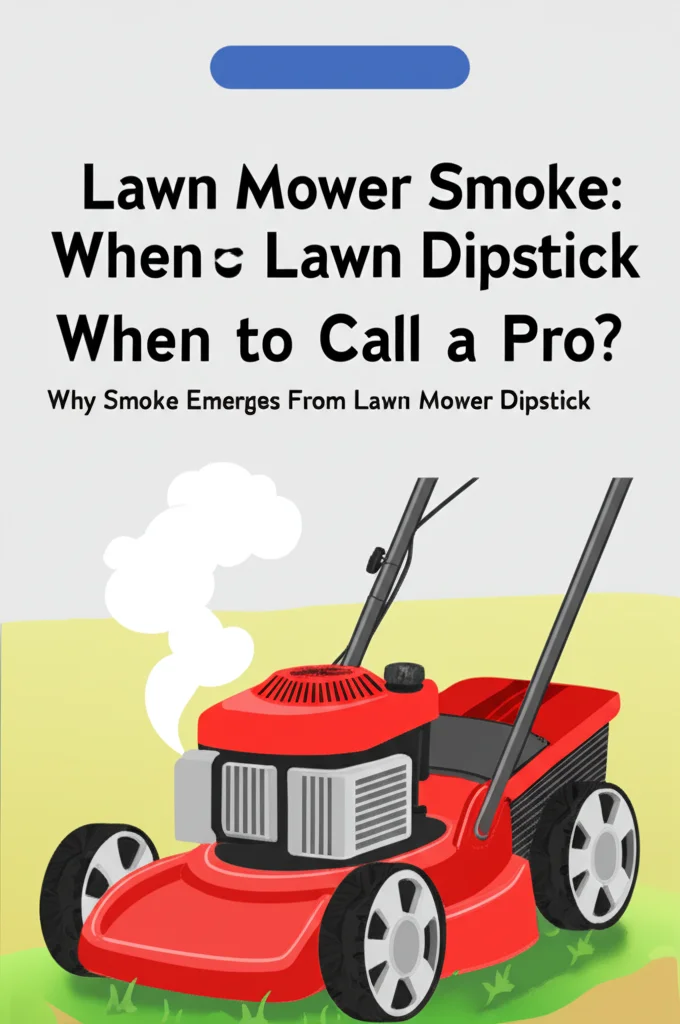 Lawn Mower Smoke:
When Lawn Dipstick
When to Call a Pro?
Why Smoke Emerges From Lawn Mower Dipstick